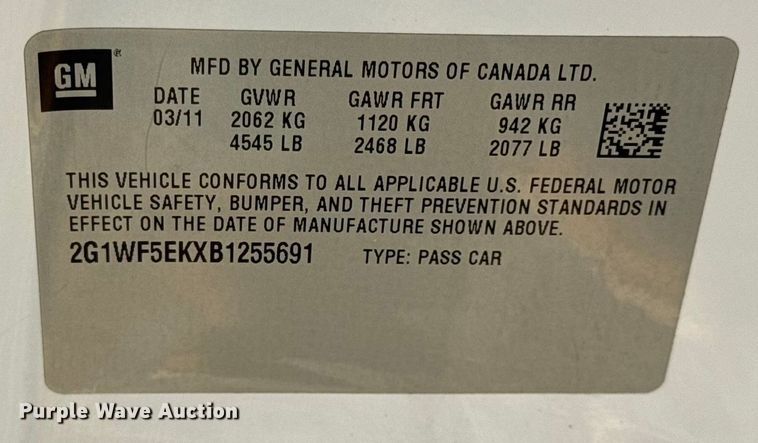 GM
MFD BY GENERAL MOTORS OF CANADA LTD.
DATE GVWR GAWR FRT GAWR RR
03/11 2062 KG 1120 KG 942 KG
4545 LB 2468 LB 2077 LB
THIS VEHICLE CONFORMS TO ALL APPLICABLE U.S. FEDERAL MOTOR
VEHICLE SAFETY, BUMPER, AND THEFT PREVENTION STANDARDS IN
EFFECT ON THE DATE OF MANUFACTURE SHOWN ABOVE.
2G1WF5EKXB1255691 TYPE: PASS CAR
Purple Wave Auction